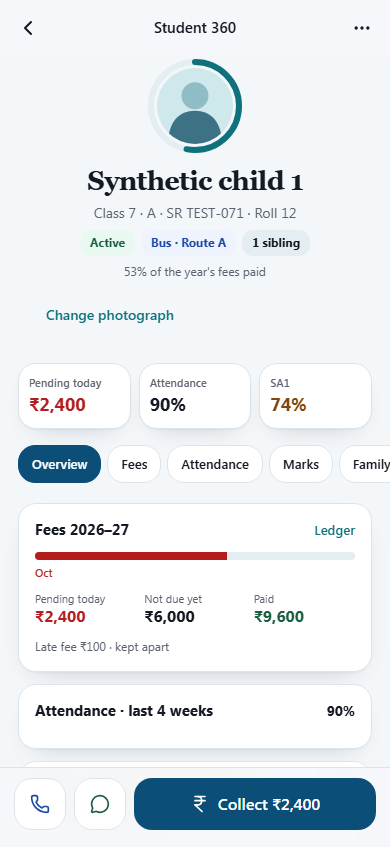 Student 360
Synthetic child 1
Class 7 · A · SR TEST-071 · Roll 12
Active Bus · Route A 1 sibling
53% of the year's fees paid
Change photograph
Pending today Attendance SA1
₹2,400 90% 74%
Overview Fees Attendance Marks Family
Fees 2026–27 Ledger
Oct
Pending today Not due yet Paid
₹2,400 ₹6,000 ₹9,600
Late fee ₹100 · kept apart
Attendance · last 4 weeks 90%
Collect ₹2,400